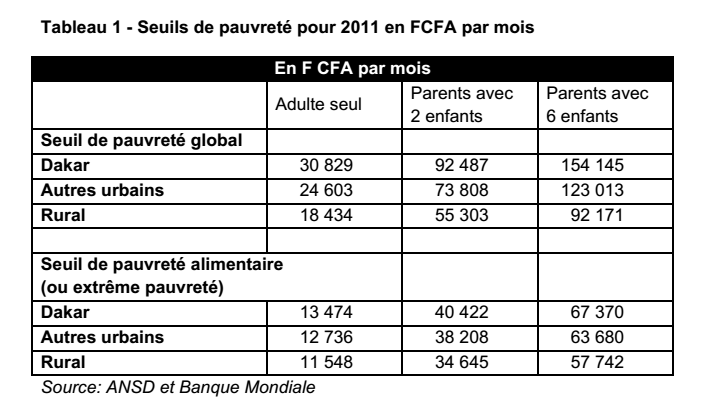 Tableau 1 - Seuils de pauvreté pour 2011 en FCFA par mois
En F CFA par mois
Adulte seul Parents avec 2 enfants Parents avec 6 enfants
Seuil de pauvreté global
Dakar 30 829 92 487 154 145
Autres urbains 24 603 73 808 123 013
Rural 18 434 55 303 92 171
Seuil de pauvreté alimentaire
(ou extrême pauvreté)
Dakar 13 474 40 422 67 370
Autres urbains 12 736 38 208 63 680
Rural 11 548 34 645 57 742
Source: ANSD et Banque Mondiale